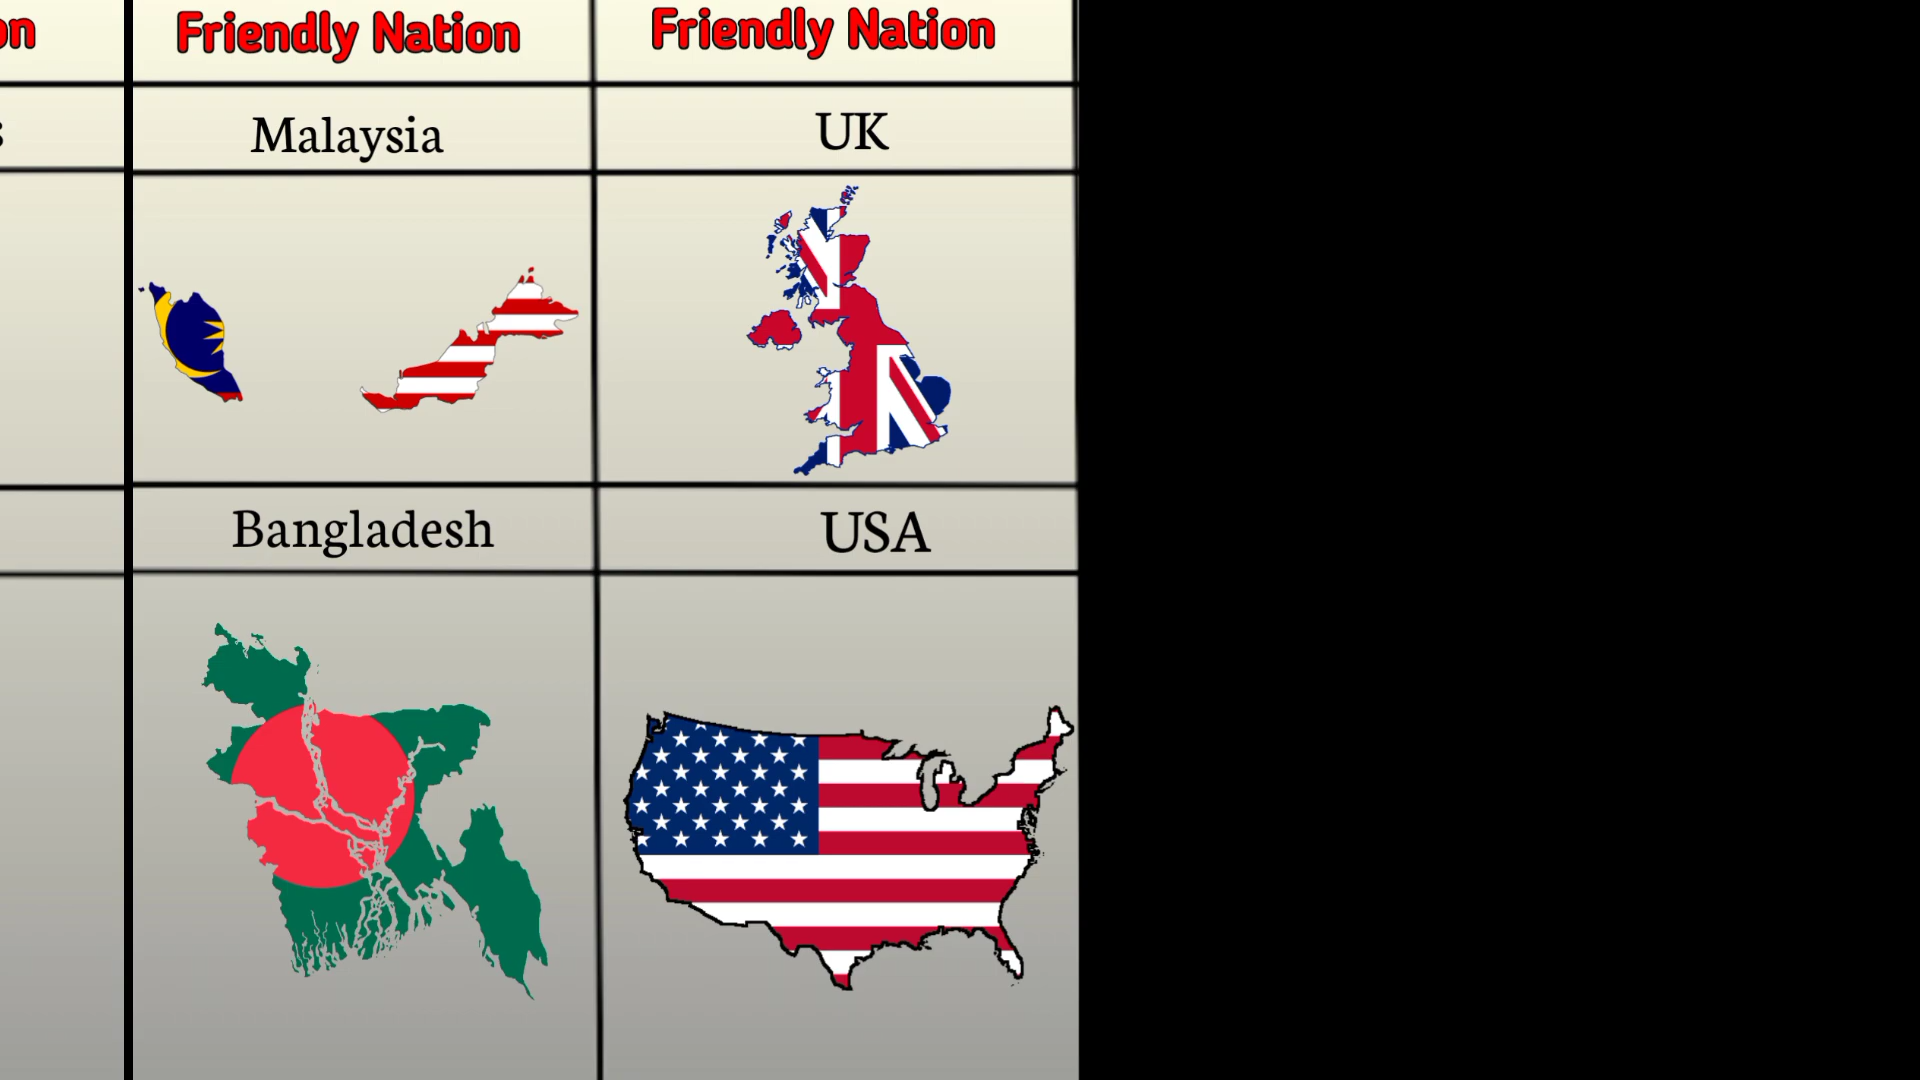 Friendly Nation
Friendly Nation
Malaysia
UK
Bangladesh
USA